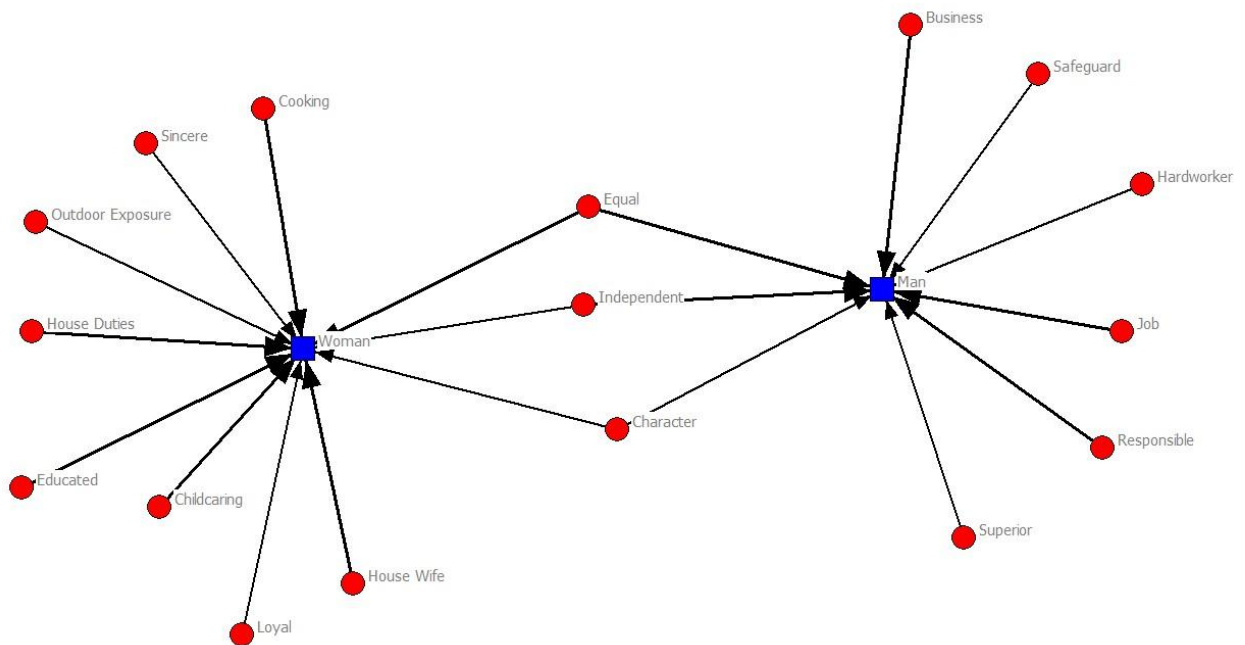 Business
Safeguard
Cooking
Sincere
Hardworker
Equal
Outdoor Exposure
Man
Independent
House Duties
Job
Woman
Character
Responsible
Educated
Childcaring
Superior
House Wife
Loyal